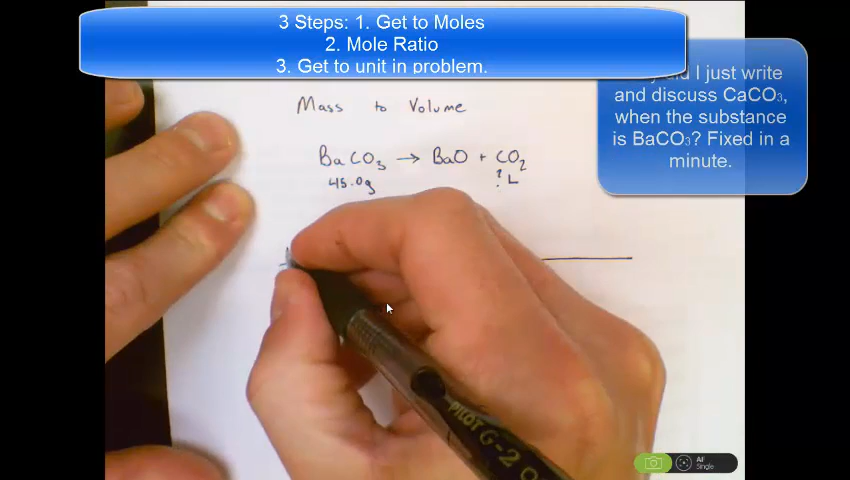 3 Steps: 1. Get to Moles
2. Mole Ratio
3. Get to unit in problem.
did I just write
and discuss CaCO₃,
when the substance
is BaCO₃? Fixed in a
minute.
Mass to Volume
BaCO₃ → BaO + CO₂
45.0g ? L
PILOT G-2
All
Single